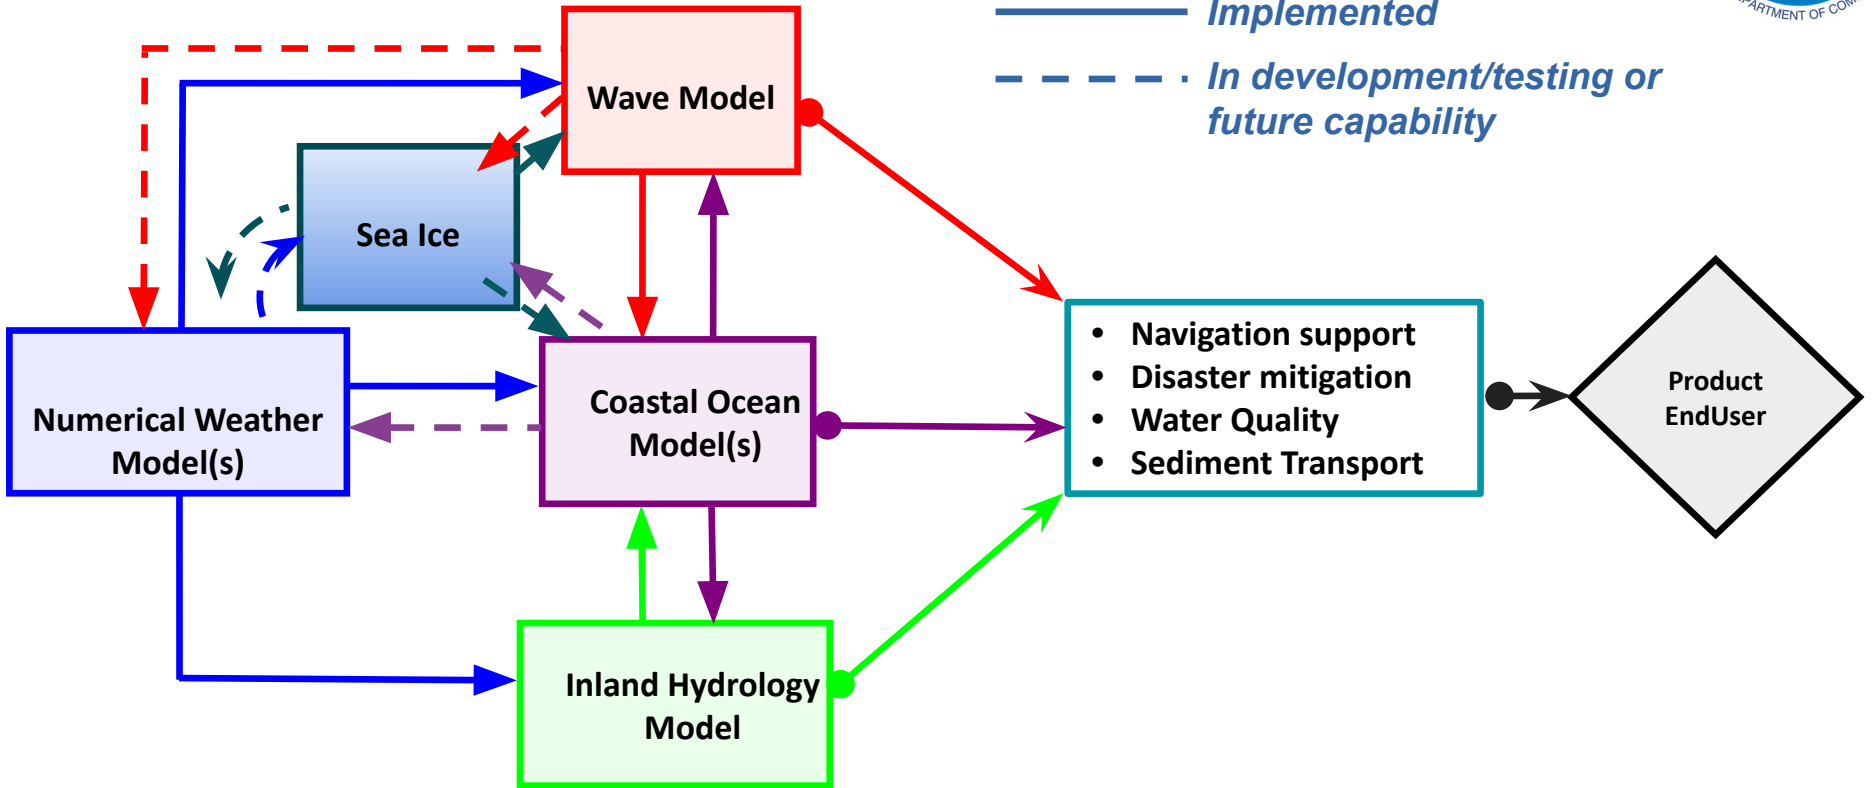 Implemented
In development/testing or
future capability
Wave Model
Sea Ice
Numerical Weather
Model(s)
Coastal Ocean
Model(s)
Inland Hydrology
Model
• Navigation support
• Disaster mitigation
• Water Quality
• Sediment Transport
Product
EndUser